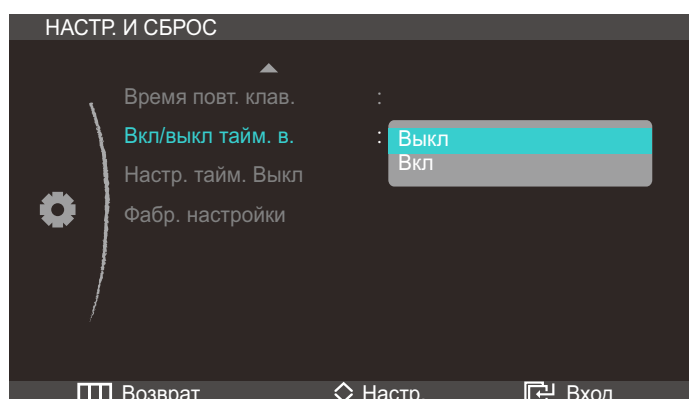 НАСТР. И СБРОС
Время повт. клав. :
Вкл/выкл тайм. в. : Выкл
Вкл
Настр. тайм. Выкл
Фабр. настройки
Возврат Настр. Вход